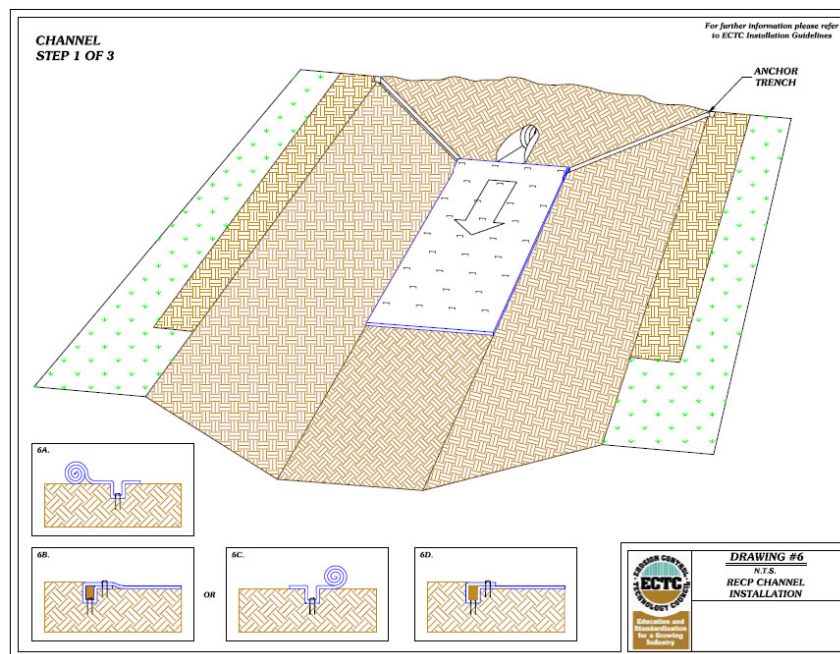 CHANNEL
STEP 1 OF 3
For further information please refer
to ECTC Installation Guidelines
ANCHOR
TRENCH
6A.
6B.
OR
6C.
6D.
EROSION CONTROL
TECHNOLOGY COUNCIL
ECTC
Education and
Standardization
for a Growing
Industry
DRAWING #6
N.T.S.
RECP CHANNEL
INSTALLATION